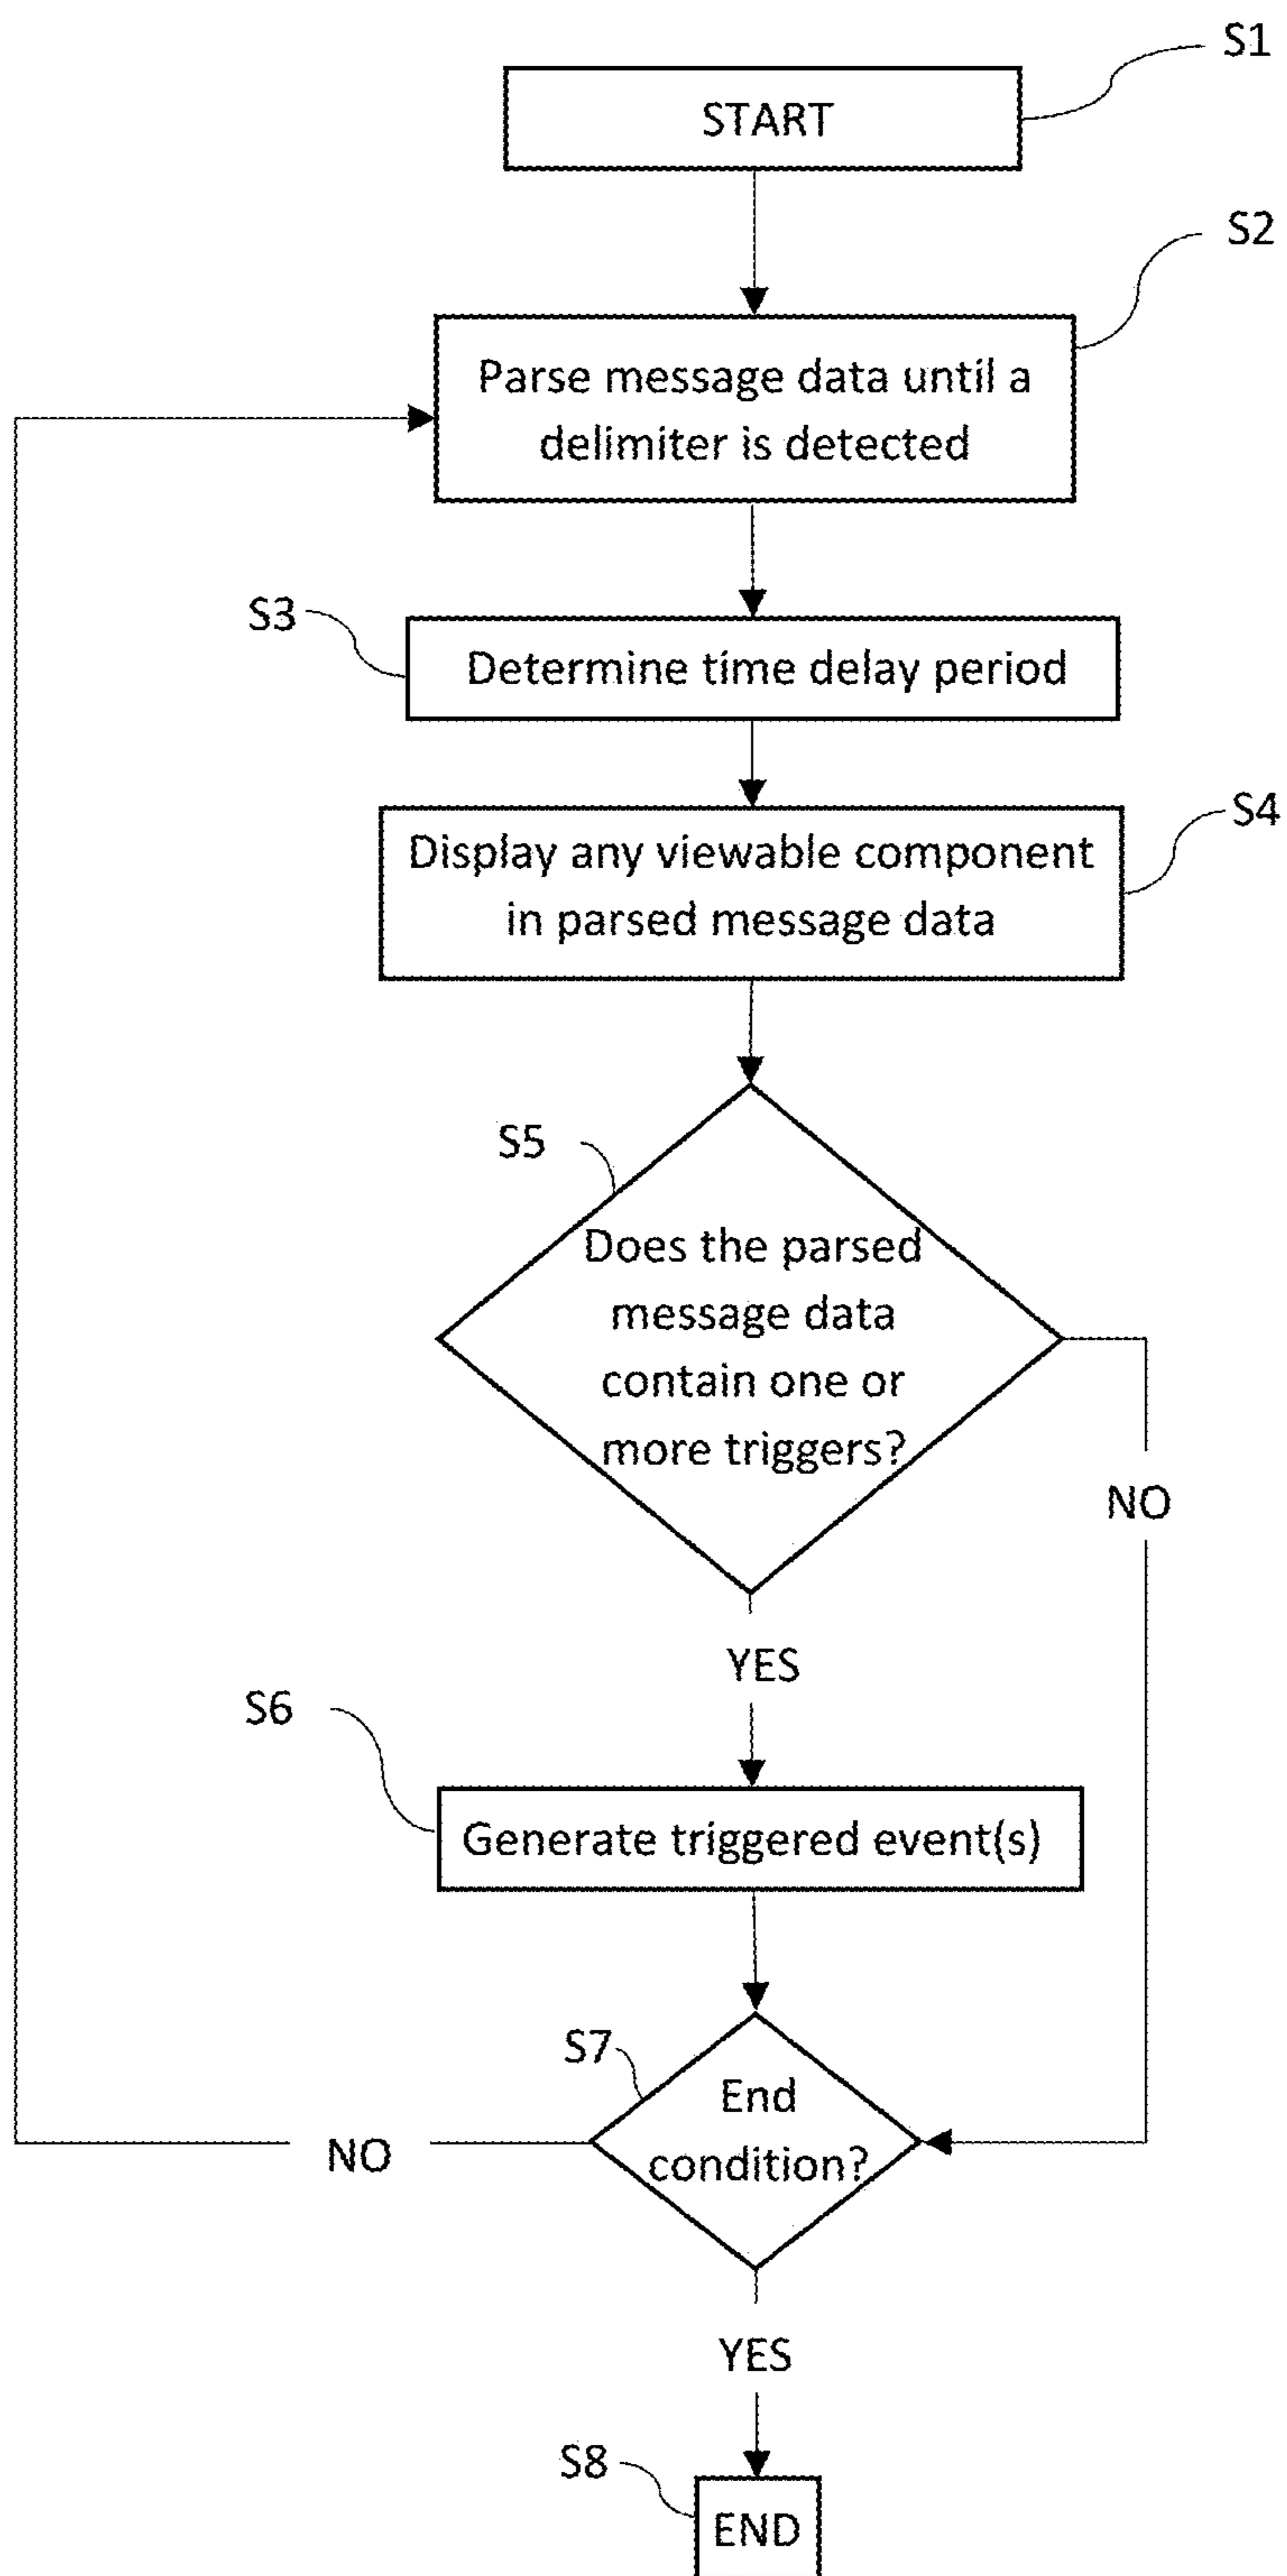 S1
START
S2
Parse message data until a
delimiter is detected
S3
Determine time delay period
S4
Display any viewable component
in parsed message data
S5
Does the parsed
message data
contain one or
more triggers?
NO
YES
S6
Generate triggered event(s)
S7
End
condition?
NO
YES
S8
END